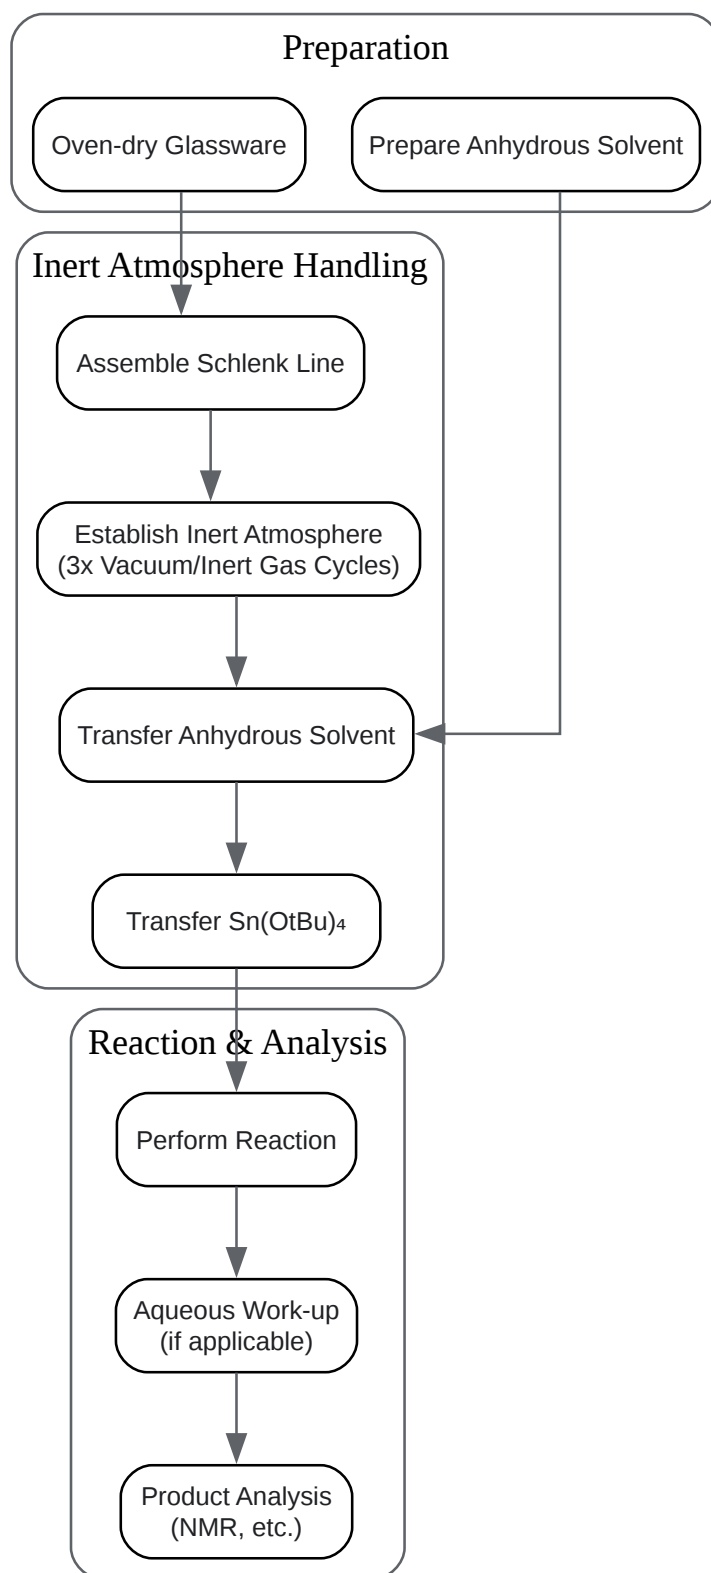 Preparation
Oven-dry Glassware
Prepare Anhydrous Solvent
Inert Atmosphere Handling
Assemble Schlenk Line
Establish Inert Atmosphere
(3x Vacuum/Inert Gas Cycles)
Transfer Anhydrous Solvent
Transfer Sn(OtBu)₄
Reaction & Analysis
Perform Reaction
Aqueous Work-up
(if applicable)
Product Analysis
(NMR, etc.)